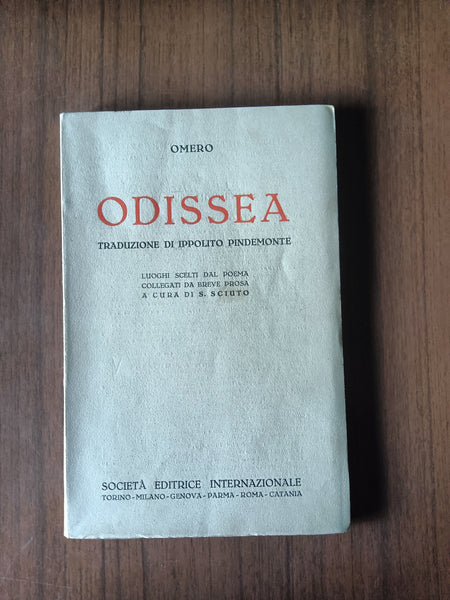 OMERO
ODISSEA
TRADUZIONE DI IPPOLITO PINDEMONTE
LUOGHI SCELTI DAL POEMA
COLLEGATI DA BREVE PROSA
A CURA DI S. SCIUTO
SOCIETÀ EDITRICE INTERNAZIONALE
TORINO-MILANO-GENOVA-PARMA-ROMA-CATANIA